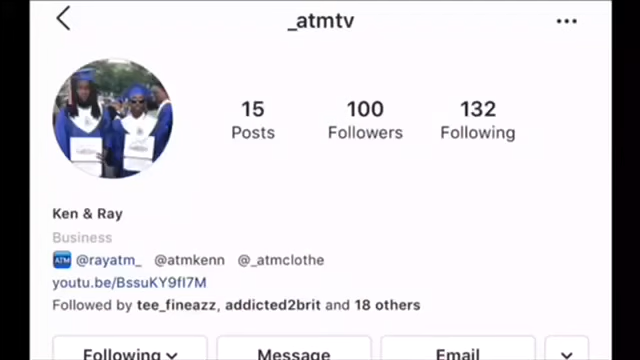 _atmtv
15 100 132
Posts Followers Following
Ken & Ray
Business
ATM @rayatm_ @atmkenn @_atmclothe
youtu.be/BssuKY9fI7M
Followed by tee_fineazz, addicted2brit and 18 others
Following Message Email